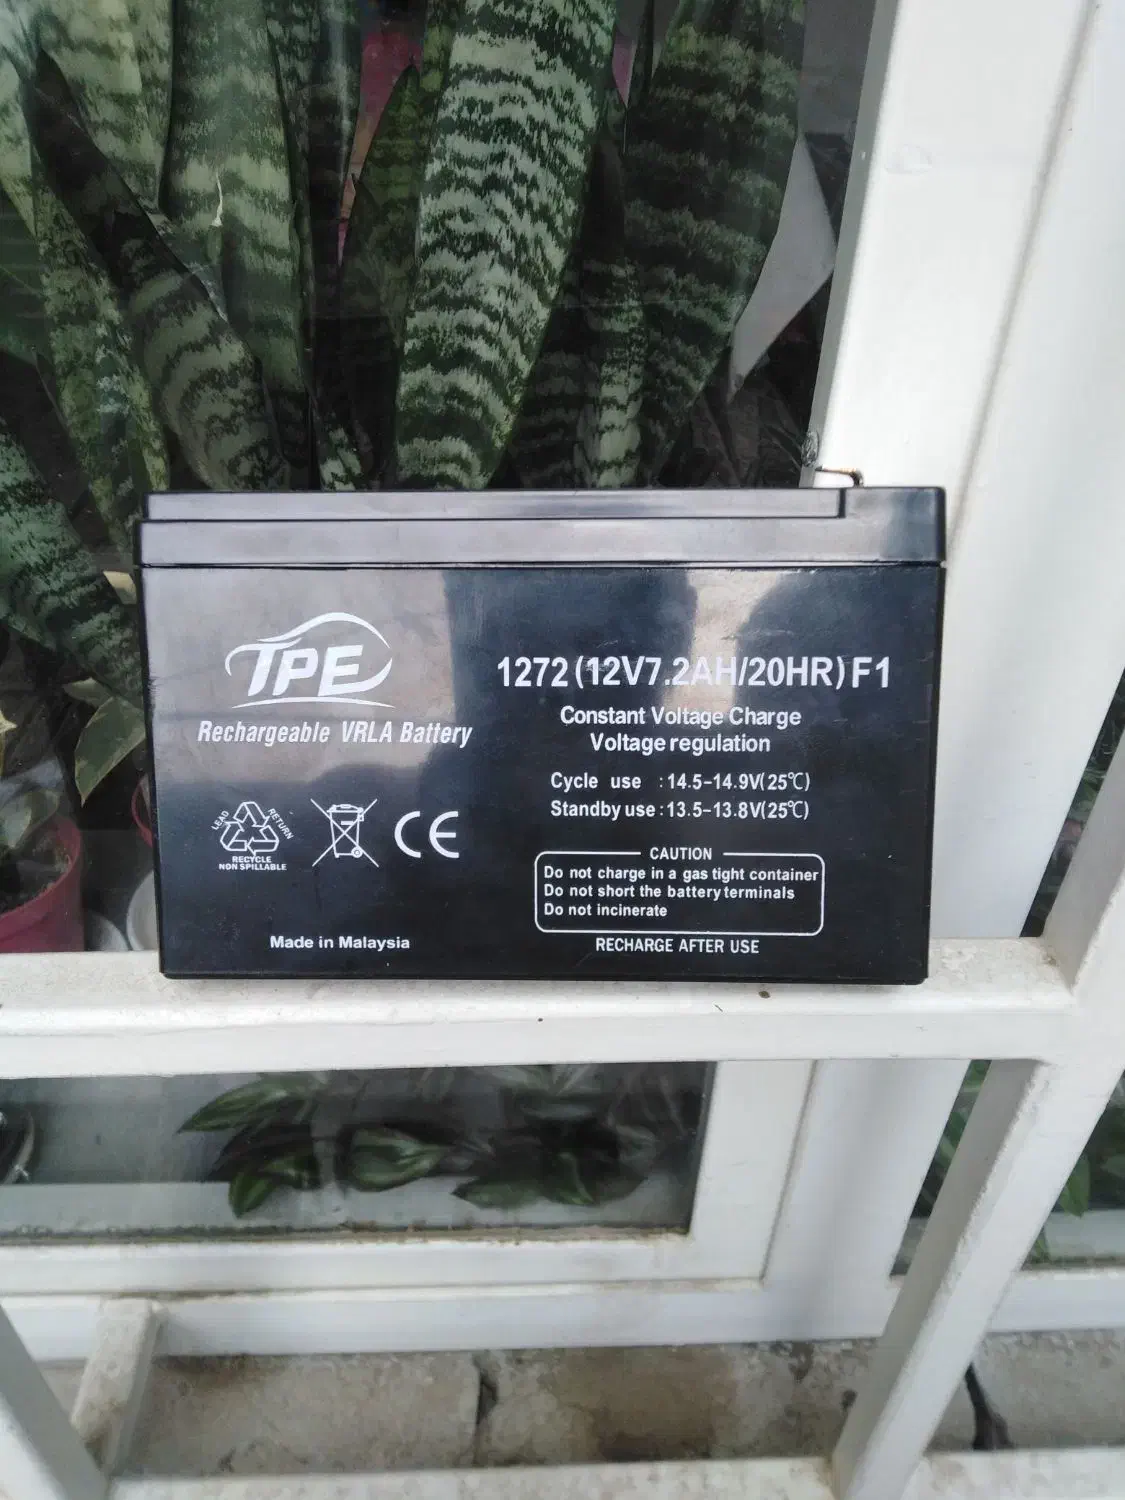 TPE
Rechargeable VRLA Battery
LEAD
RETURN
RECYCLE
NON SPILLABLE
CE
Made in Malaysia
1272(12V7.2AH/20HR)F1
Constant Voltage Charge
Voltage regulation
Cycle use :14.5-14.9V(25℃)
Standby use:13.5-13.8V(25℃)
CAUTION
Do not charge in a gas tight container
Do not short the battery terminals
Do not incinerate
RECHARGE AFTER USE